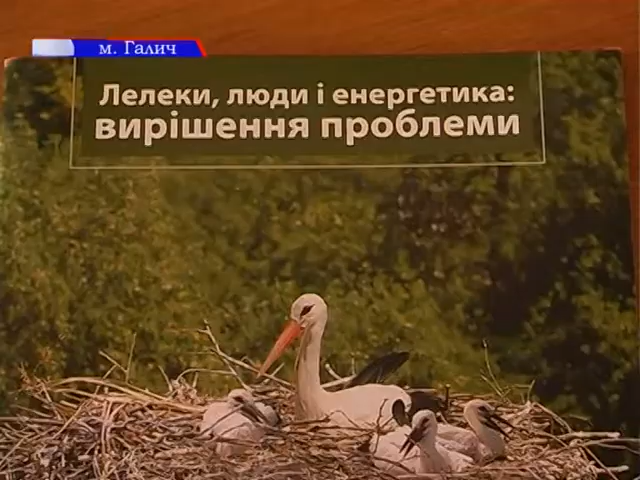 м. Галич
Лелеки, люди і енергетика:
вирішення проблеми